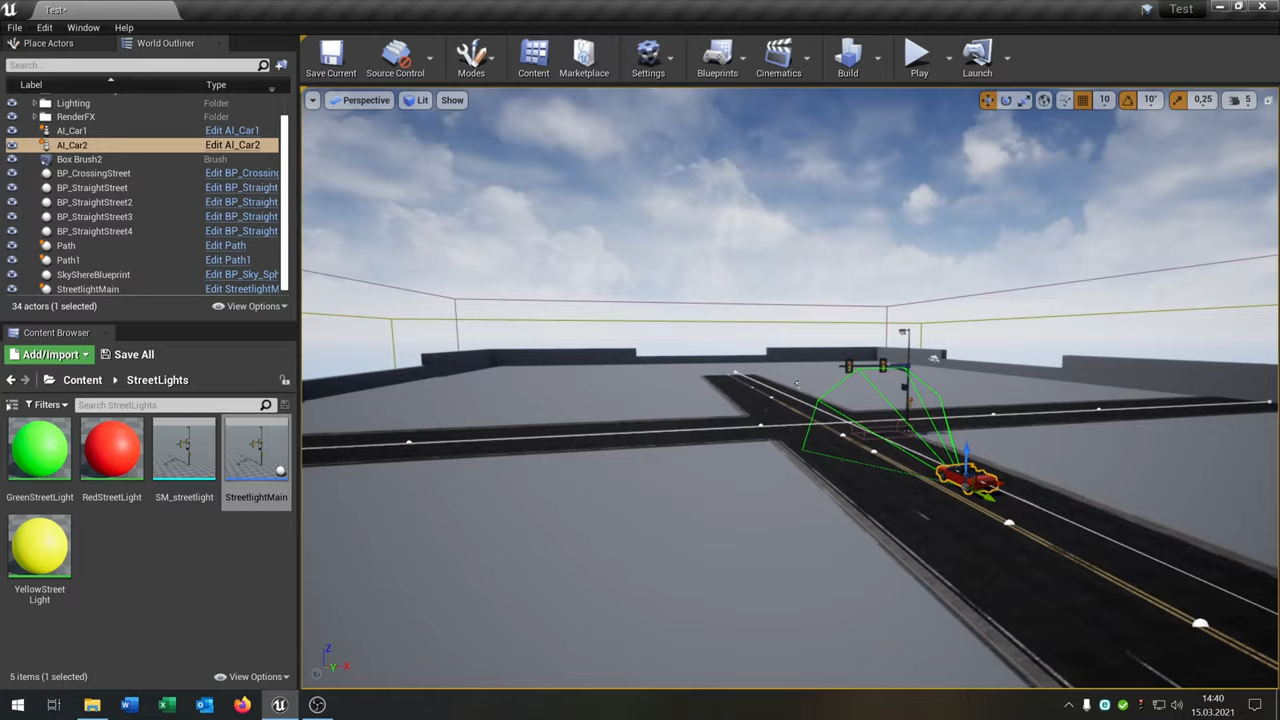 Test•
Test
File
Edit
Window
Help
Place Actors
World Outliner
Search...
Label
Type
Lighting
Folder
RenderFX
Folder
AI_Car1
Edit AI_Car1
AI_Car2
Edit AI_Car2
Box Brush2
Brush
BP_CrossingStreet
Edit BP_Crossing
BP_StraightStreet
Edit BP_Straight
BP_StraightStreet2
Edit BP_Straight
BP_StraightStreet3
Edit BP_Straight
BP_StraightStreet4
Edit BP_Straight
Path
Edit Path
Path1
Edit Path1
SkyShereBlueprint
Edit BP_Sky_Sph
StreetlightMain
Edit StreetlightM
34 actors (1 selected)
View Options
Save Current
Source Control
Modes
Content
Marketplace
Settings
Blueprints
Cinematics
Build
Play
Launch
Perspective
Lit
Show
10
10°
0,25
5
Content Browser
Add/Import
Save All
Content
StreetLights
Filters
Search StreetLights
GreenStreetLight
RedStreetLight
SM_streetlight
StreetlightMain
YellowStreet
Light
5 items (1 selected)
View Options
Z
Y
X
14:40
15.03.2021